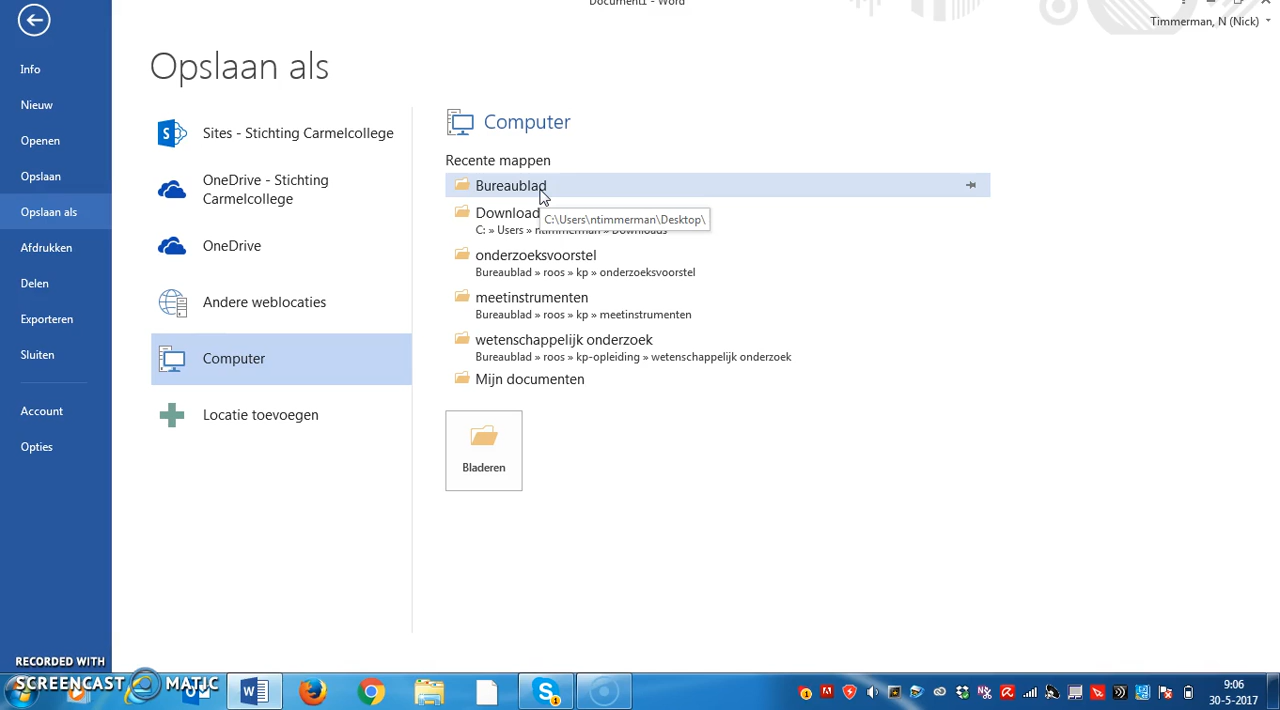 Document1 - Word
Timmerman, N (Nick)
Info
Nieuw
Openen
Opslaan
Opslaan als
Afdrukken
Delen
Exporteren
Sluiten
Account
Opties
Opslaan als
Sites - Stichting Carmelcollege
OneDrive - Stichting
Carmelcollege
OneDrive
Andere weblocaties
Computer
Locatie toevoegen
Computer
Recente mappen
Bureaublad
C:\Users\ntimmerman\Desktop\
Download
C: » Users » ntimmerman » Downloads
onderzoeksvoorstel
Bureaublad » roos » kp » onderzoeksvoorstel
meetinstrumenten
Bureaublad » roos » kp » meetinstrumenten
wetenschappelijk onderzoek
Bureaublad » roos » kp-opleiding » wetenschappelijk onderzoek
Mijn documenten
Bladeren
RECORDED WITH
SCREENCAST MATIC
9:06
30-5-2017